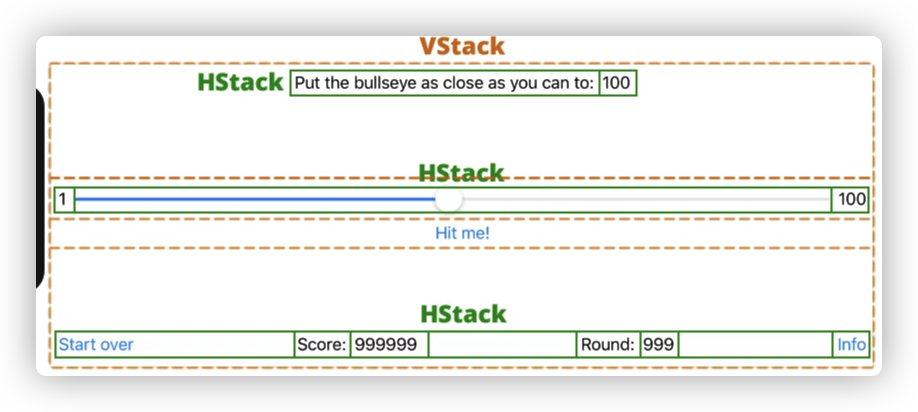 VStack
HStack Put the bullseye as close as you can to: 100
HStack
1 100
Hit me!
HStack
Start over Score: 999999 Round: 999 Info